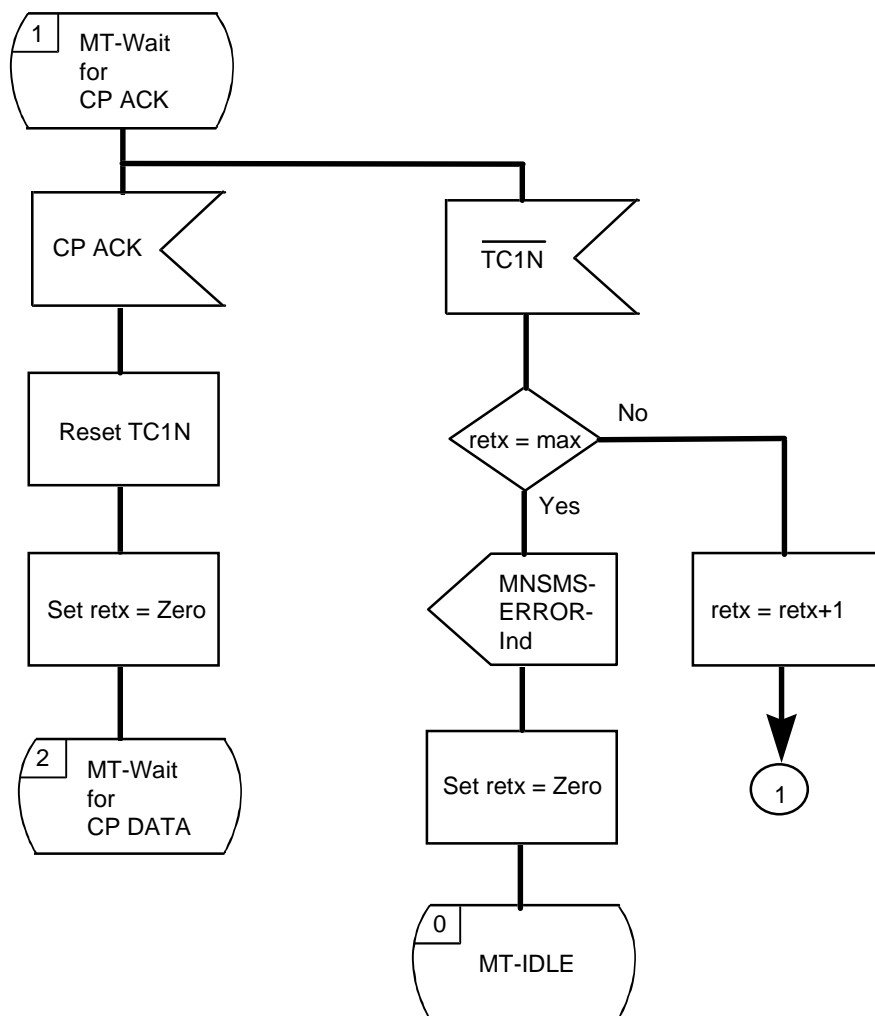 1
MT-Wait
for
CP ACK
CP ACK
TC1N
Reset TC1N
retx = max
No
Yes
Set retx = Zero
MNSMS-
ERROR-
Ind
retx = retx+1
2
MT-Wait
for
CP DATA
Set retx = Zero
1
0
MT-IDLE